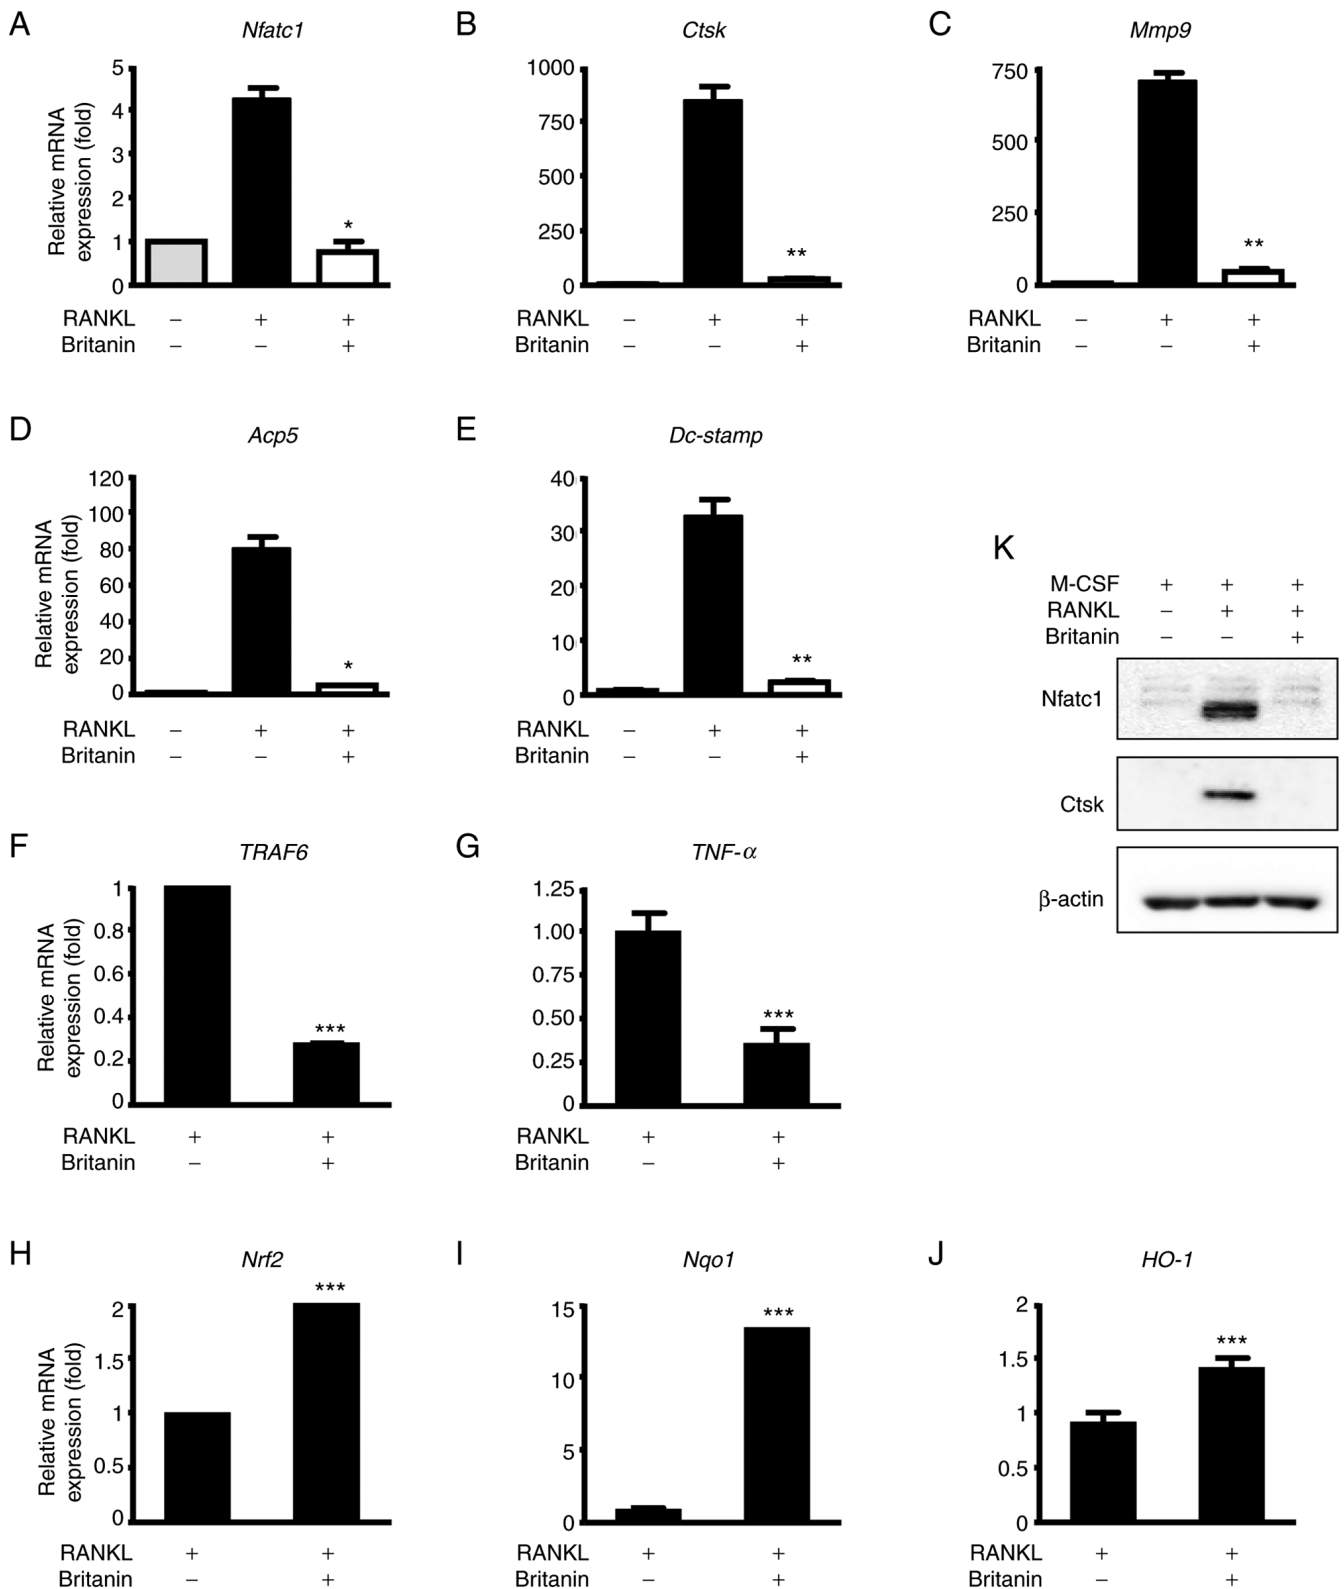 A
Nfatc1
Relative mRNA
expression (fold)
5
4
3
2
1
0
*
RANKL – + +
Britanin – – +
B
Ctsk
1000
750
500
250
0
**
RANKL – + +
Britanin – – +
C
Mmp9
750
500
250
0
**
RANKL – + +
Britanin – – +
D
Acp5
Relative mRNA
expression (fold)
120
100
80
60
40
20
0
*
RANKL – + +
Britanin – – +
E
Dc-stamp
40
30
20
10
0
**
RANKL – + +
Britanin – – +
F
TRAF6
Relative mRNA
expression (fold)
1
0.8
0.6
0.4
0.2
0
***
RANKL + +
Britanin – +
G
TNF-α
1.25
1.00
0.75
0.50
0.25
0
***
RANKL + +
Britanin – +
K
M-CSF + + +
RANKL – + +
Britanin – – +
Nfatc1
Ctsk
β-actin
H
Nrf2
Relative mRNA
expression (fold)
2
1.5
1
0.5
0
***
RANKL + +
Britanin – +
I
Nqo1
15
10
5
0
***
RANKL + +
Britanin – +
J
HO-1
2
1.5
1
0.5
0
***
RANKL + +
Britanin – +